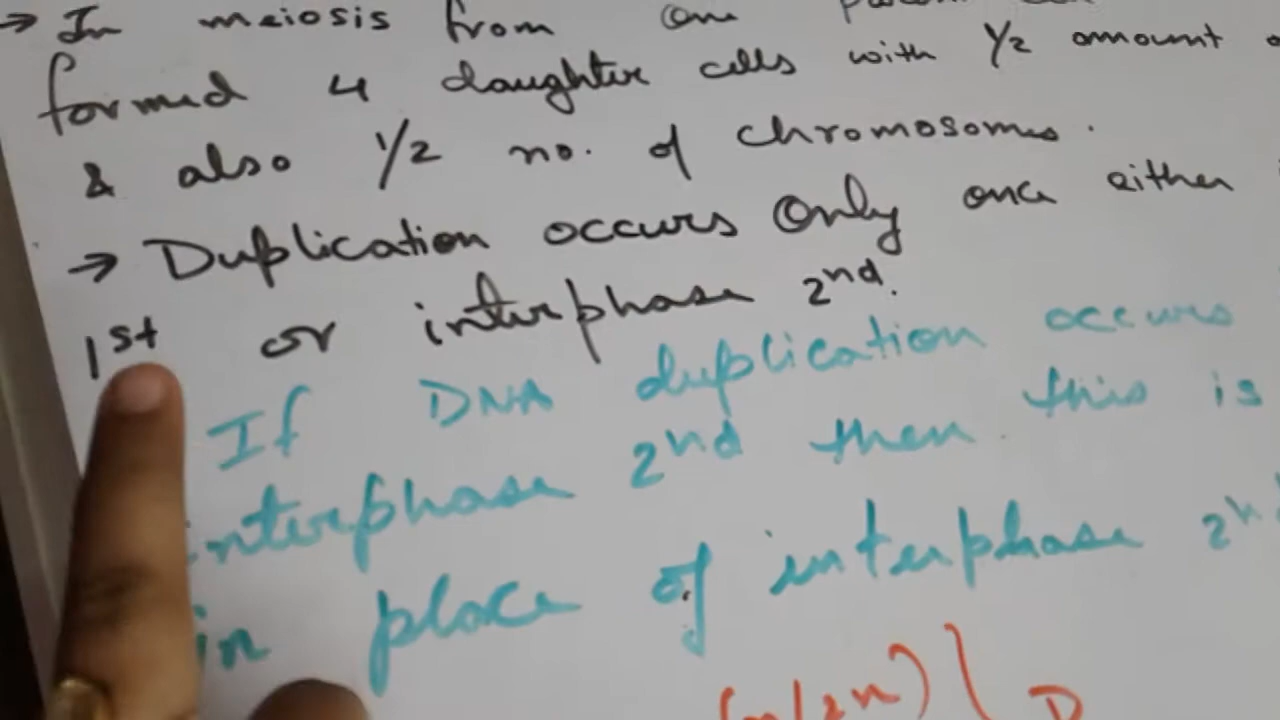 → In meiosis from one
formed 4 daughter cells with 1/2 amount
& also 1/2 no. of chromosomes.
→ Duplication occurs Only once either
1st or interphase 2nd.
If DNA duplication occurs
interphase 2nd then this is
in place of interphase 2n
(n/2n)
D